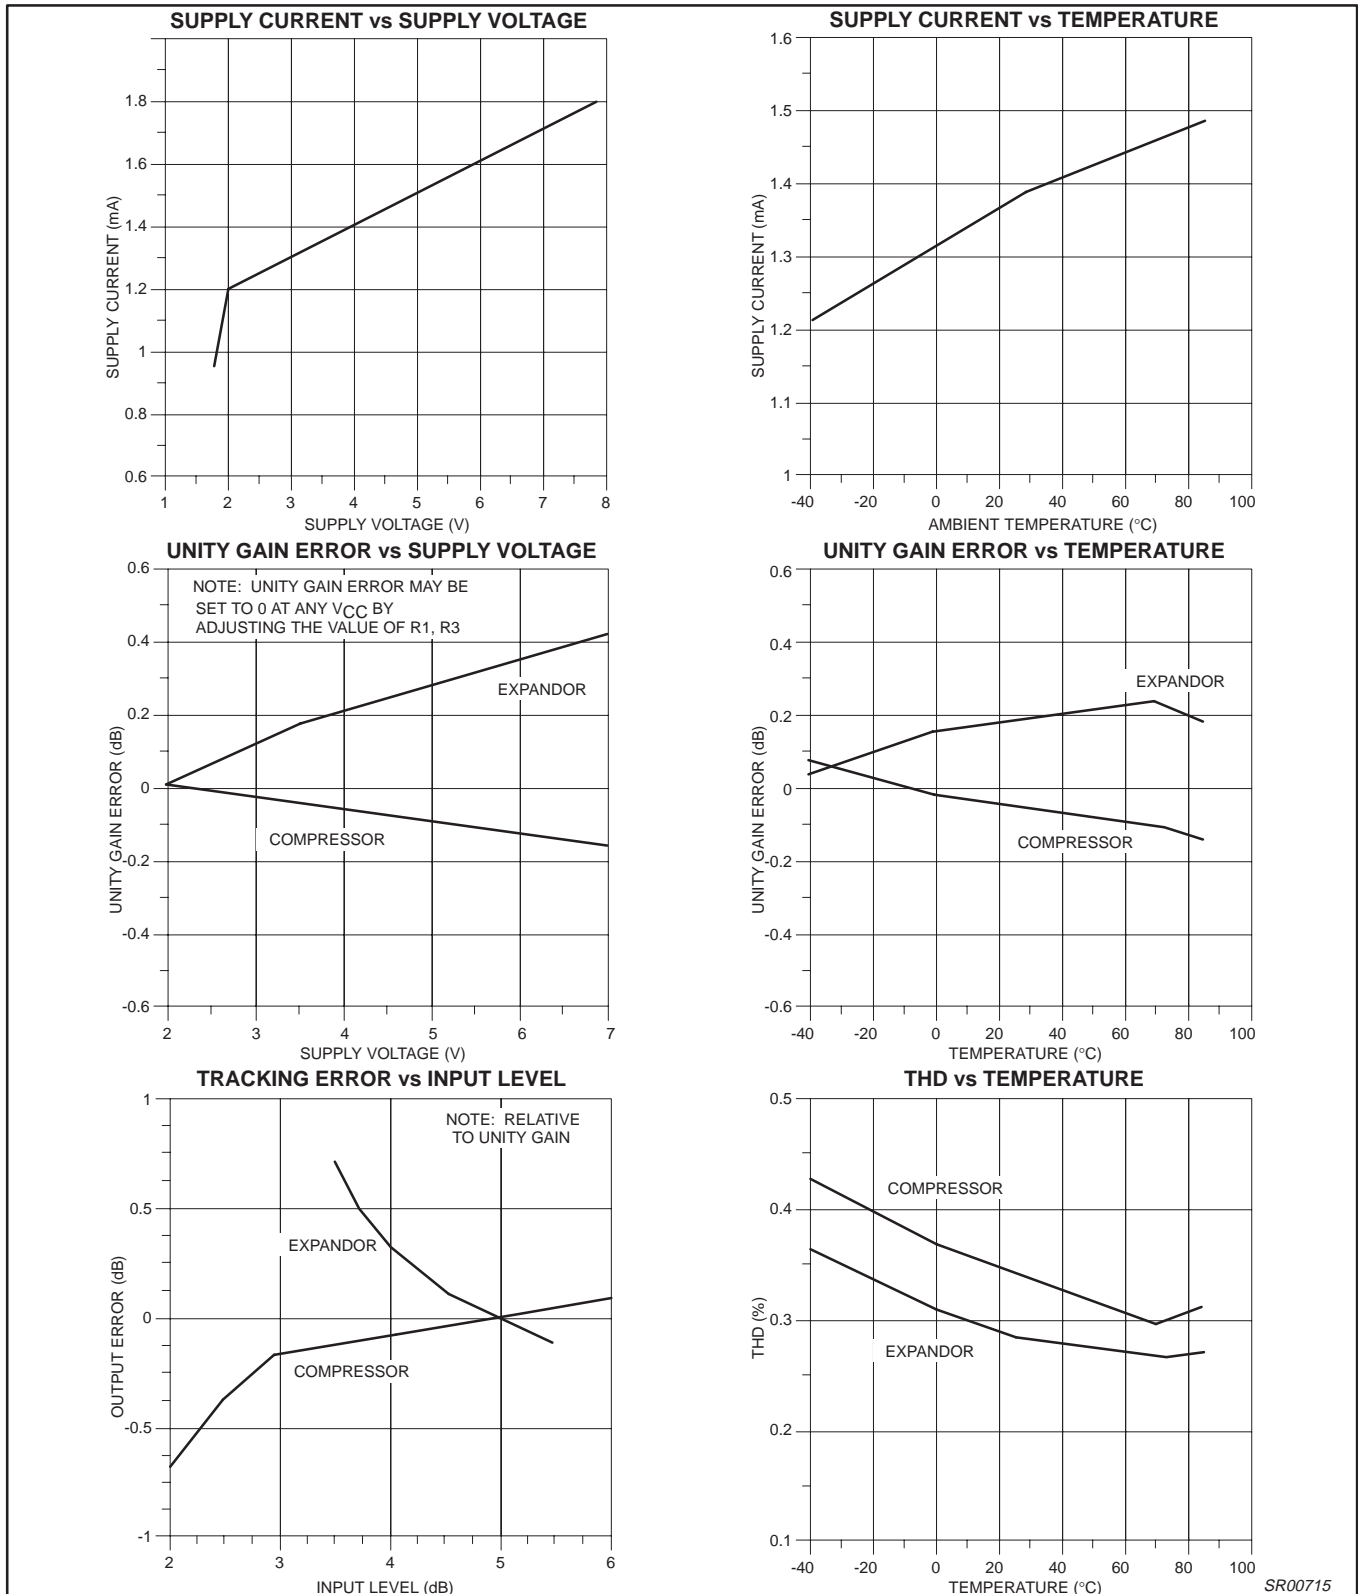 SUPPLY CURRENT vs SUPPLY VOLTAGE
1.8
1.6
1.4
1.2
1
0.8
0.6
SUPPLY CURRENT (mA)
1 2 3 4 5 6 7 8
SUPPLY VOLTAGE (V)
SUPPLY CURRENT vs TEMPERATURE
1.6
1.5
1.4
1.3
1.2
1.1
1
SUPPLY CURRENT (mA)
-40 -20 0 20 40 60 80 100
AMBIENT TEMPERATURE (°C)
UNITY GAIN ERROR vs SUPPLY VOLTAGE
NOTE: UNITY GAIN ERROR MAY BE
SET TO 0 AT ANY VCC BY
ADJUSTING THE VALUE OF R1, R3
0.6
0.4
0.2
0
-0.2
-0.4
-0.6
UNITY GAIN ERROR (dB)
EXPANDOR
COMPRESSOR
2 3 4 5 6 7
SUPPLY VOLTAGE (V)
UNITY GAIN ERROR vs TEMPERATURE
0.6
0.4
0.2
0
-0.2
-0.4
-0.6
UNITY GAIN ERROR (dB)
EXPANDOR
COMPRESSOR
-40 -20 0 20 40 60 80 100
TEMPERATURE (°C)
TRACKING ERROR vs INPUT LEVEL
NOTE: RELATIVE
TO UNITY GAIN
1
0.5
0
-0.5
-1
OUTPUT ERROR (dB)
EXPANDOR
COMPRESSOR
2 3 4 5 6
INPUT LEVEL (dB)
THD vs TEMPERATURE
0.5
0.4
0.3
0.2
0.1
THD (%)
COMPRESSOR
EXPANDOR
-40 -20 0 20 40 60 80 100
TEMPERATURE (°C)
SR00715